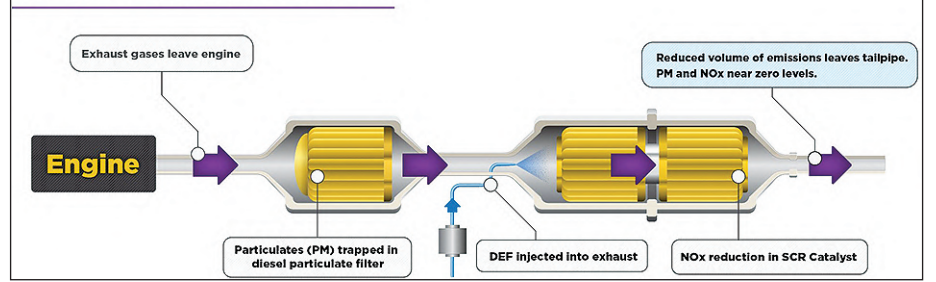 Exhaust gases leave engine
Reduced volume of emissions leaves tailpipe.
PM and NOx near zero levels.
Engine
Particulates (PM) trapped in
diesel particulate filter
DEF injected into exhaust
NOx reduction in SCR Catalyst